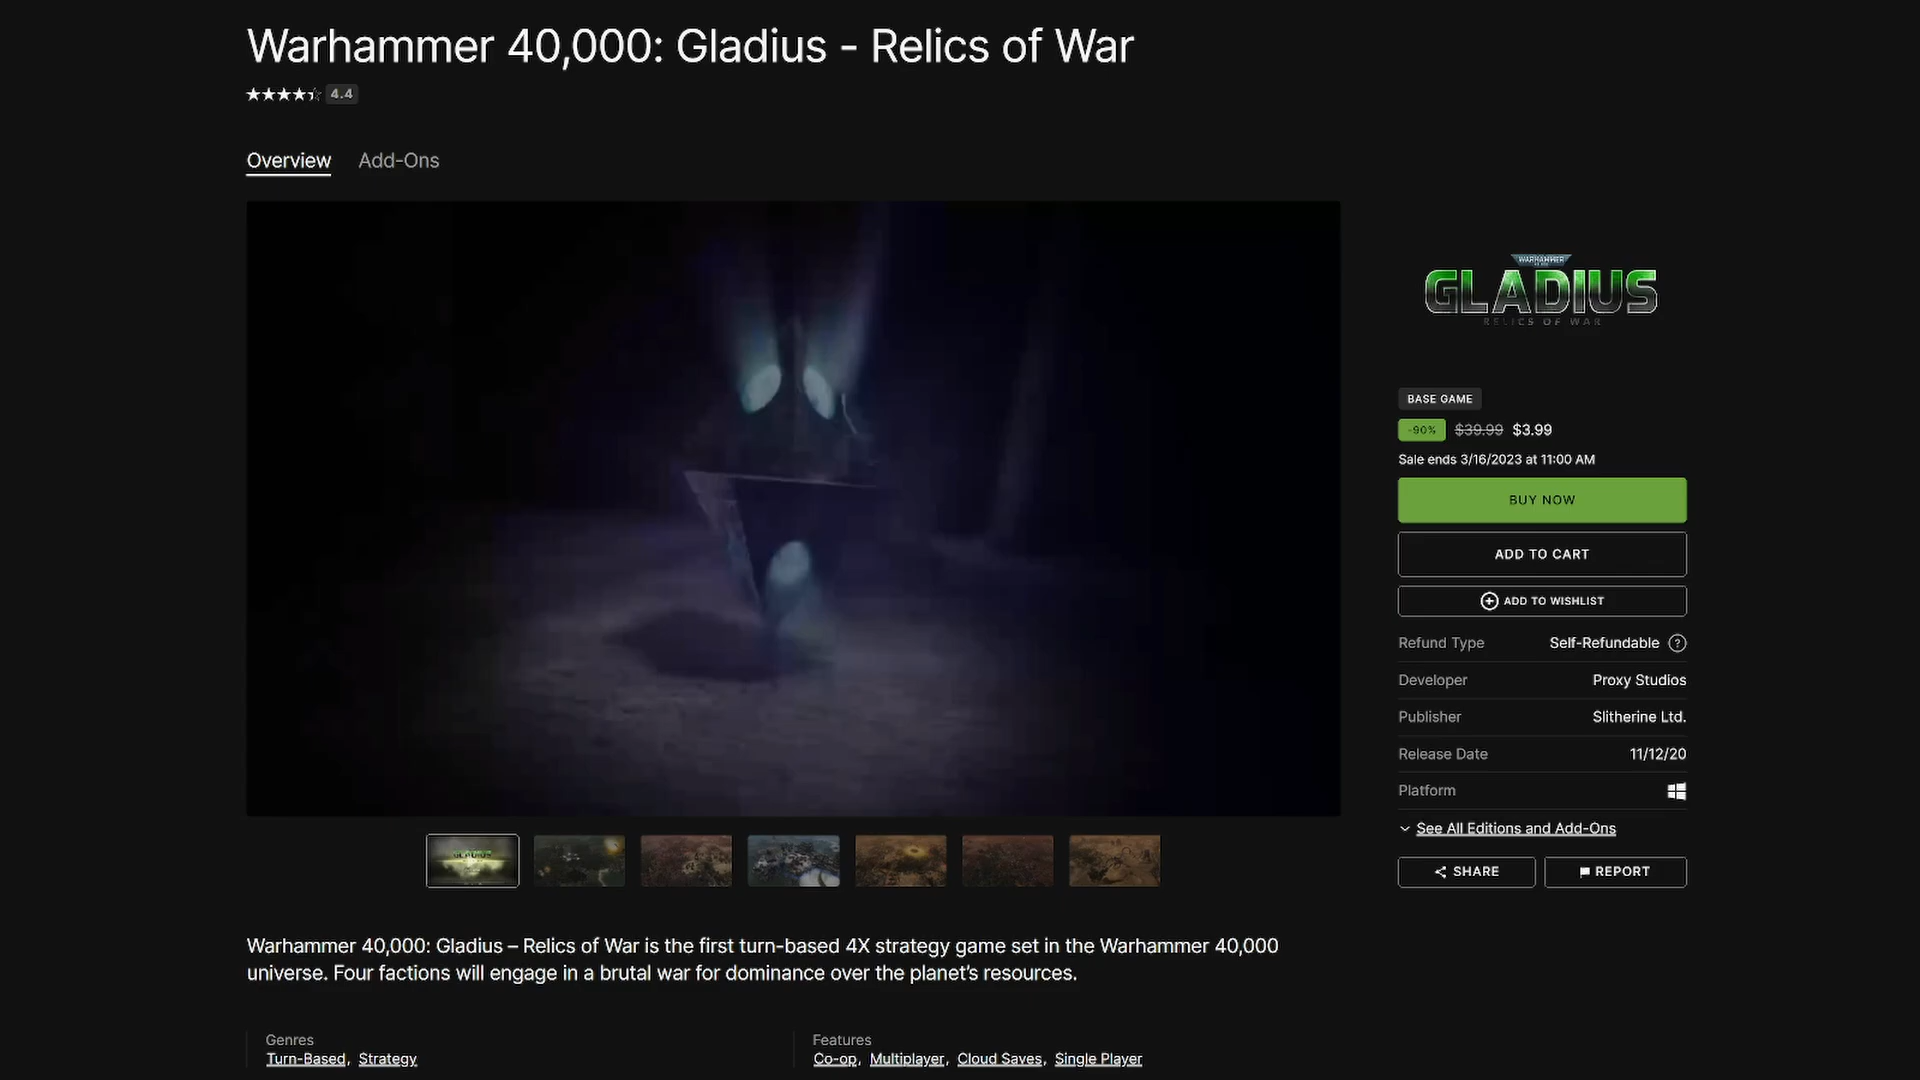 Warhammer 40,000: Gladius - Relics of War
4.4
Overview
Add-Ons
WARHAMMER
GLADIUS
RELICS OF WAR
BASE GAME
-90% $39.99 $3.99
Sale ends 3/16/2023 at 11:00 AM
BUY NOW
ADD TO CART
ADD TO WISHLIST
Refund Type Self-Refundable ?
Developer Proxy Studios
Publisher Slitherine Ltd.
Release Date 11/12/20
Platform
See All Editions and Add-Ons
SHARE
REPORT
GLADIUS
Warhammer 40,000: Gladius – Relics of War is the first turn-based 4X strategy game set in the Warhammer 40,000
universe. Four factions will engage in a brutal war for dominance over the planet's resources.
Genres
Turn-Based, Strategy
Features
Co-op, Multiplayer, Cloud Saves, Single Player